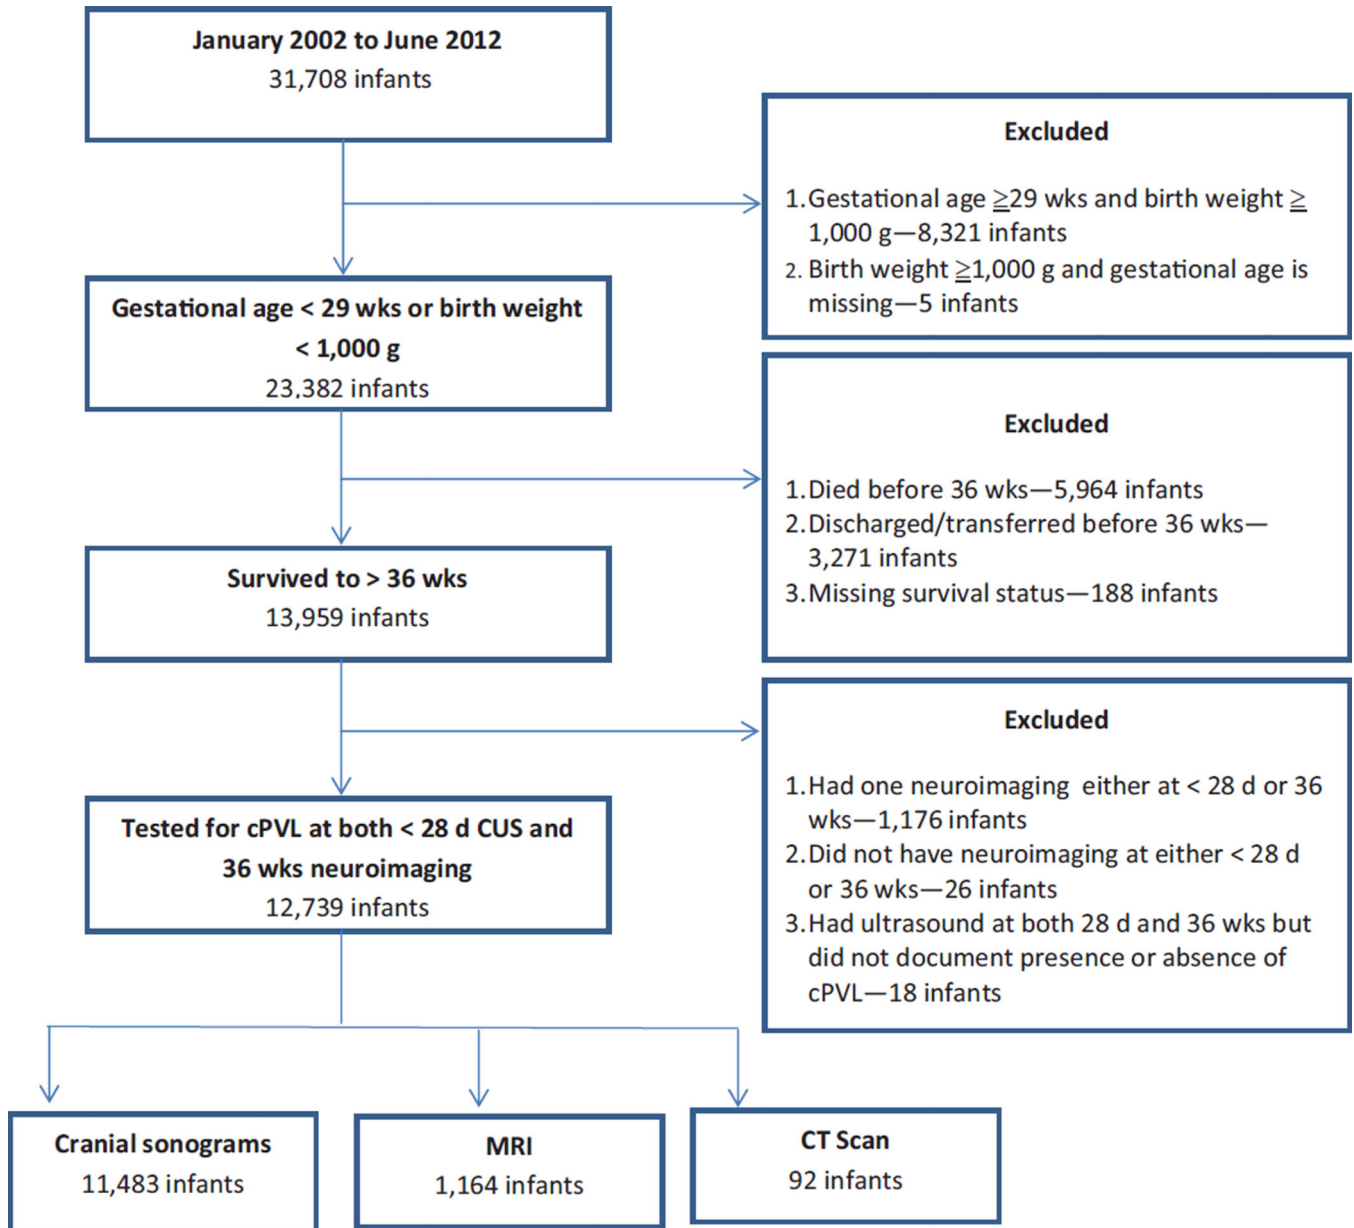 January 2002 to June 2012
31,708 infants
Excluded
1.Gestational age ≧29 wks and birth weight ≧
1,000 g—8,321 infants
2. Birth weight ≧1,000 g and gestational age is
missing—5 infants
Gestational age < 29 wks or birth weight
< 1,000 g
23,382 infants
Excluded
1.Died before 36 wks—5,964 infants
2.Discharged/transferred before 36 wks—
3,271 infants
3.Missing survival status—188 infants
Survived to > 36 wks
13,959 infants
Excluded
1.Had one neuroimaging either at < 28 d or 36
wks—1,176 infants
2.Did not have neuroimaging at either < 28 d
or 36 wks—26 infants
3.Had ultrasound at both 28 d and 36 wks but
did not document presence or absence of
cPVL—18 infants
Tested for cPVL at both < 28 d CUS and
36 wks neuroimaging
12,739 infants
Cranial sonograms
11,483 infants
MRI
1,164 infants
CT Scan
92 infants